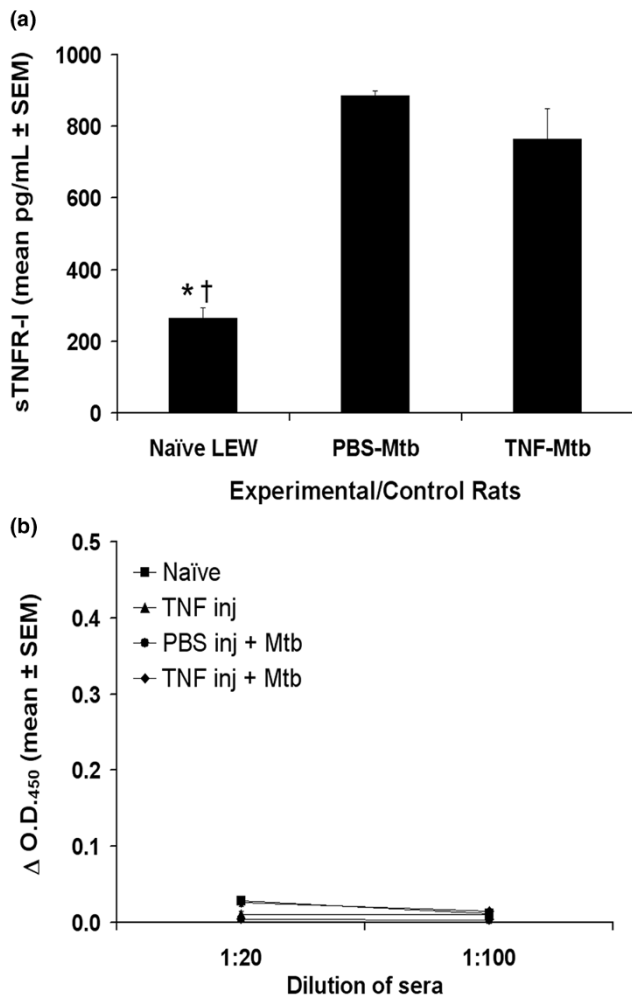 (a)
sTNFR-I (mean pg/mL ± SEM)
1000
800
600
400
200
0
* †
Naïve LEW PBS-Mtb TNF-Mtb
Experimental/Control Rats
(b)
Δ O.D.450 (mean ± SEM)
0.5
0.4
0.3
0.2
0.1
0.0
Naïve
TNF inj
PBS inj + Mtb
TNF inj + Mtb
1:20 1:100
Dilution of sera